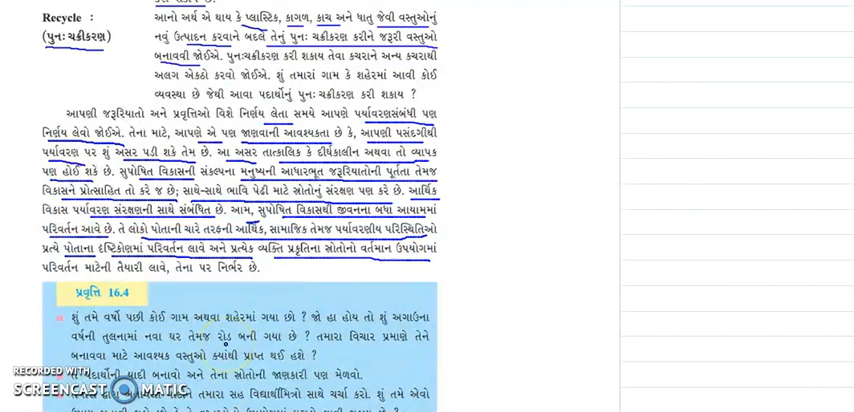 Recycle : આનો અર્થ એ થાય કે પ્લાસ્ટિક, કાગળ, કાચ અને ધાતુ જેવી વસ્તુઓનું
(પુનઃચક્રીકરણ) નવું ઉત્પાદન કરવાને બદલે તેનું પુનઃ ચક્રીકરણ કરીને જરૂરી વસ્તુઓ
બનાવવી જોઈએ. પુનઃચક્રીકરણ કરી શકાય તેવા કચરાને અન્ય કચરાથી
અલગ એકઠો કરવો જોઈએ. શું તમારાં ગામ કે શહેરમાં આવી કોઈ
વ્યવસ્થા છે જેથી આવા પદાર્થોનું પુનઃ ચક્રીકરણ કરી શકાય ?
આપણી જરૂરિયાતો અને પ્રવૃત્તિઓ વિશે નિર્ણય લેતા સમયે આપણે પર્યાવરણસંબંધી પણ
નિર્ણય લેવો જોઈએ. તેના માટે, આપણે એ પણ જાણવાની આવશ્યકતા છે કે, આપણી પસંદગીથી
પર્યાવરણ પર શું અસર પડી શકે તેમ છે. આ અસર તાત્કાલિક કે દીર્ઘકાલીન અથવા તો વ્યાપક
પણ હોઈ શકે છે. સુપોષિત વિકાસની સંકલ્પના મનુષ્યની આધારભૂત જરૂરિયાતોની પૂર્તતા તેમજ
વિકાસને પ્રોત્સાહિત તો કરે જ છે; સાથે-સાથે ભાવિ પેઢી માટે સ્રોતોનું સંરક્ષણ પણ કરે છે. આર્થિક
વિકાસ પર્યાવરણ સંરક્ષણની સાથે સંબંધિત છે. આમ, સુપોષિત વિકાસથી જીવનના બધા આયામમાં
પરિવર્તન આવે છે. તે લોકો પોતાની ચારે તરફની આર્થિક, સામાજિક તેમજ પર્યાવરણીય પરિસ્થિતિઓ
પ્રત્યે પોતાના દૃષ્ટિકોણમાં પરિવર્તન લાવે અને પ્રત્યેક વ્યક્તિ પ્રકૃતિના સ્રોતોનો વર્તમાન ઉપયોગમાં
પરિવર્તન માટેની તૈયારી લાવે, તેના પર નિર્ભર છે.
પ્રવૃત્તિ 16.4
શું તમે વર્ષો પછી કોઈ ગામ અથવા શહેરમાં ગયા છો ? જો હા હોય તો શું અગાઉના
વર્ષની તુલનામાં નવા ઘર તેમજ રોડ બની ગયા છે ? તમારા વિચાર પ્રમાણે તેને
બનાવવા માટે આવશ્યક વસ્તુઓ ક્યાંથી પ્રાપ્ત થઈ હશે ?
પદાર્થોની યાદી બનાવો અને તેના સ્રોતોની જાણકારી પણ મેળવો.
તમારા સહ વિદ્યાર્થીમિત્રો સાથે ચર્ચા કરો. શું તમે એવો
RECORDED WITH
SCREENCAST MATIC